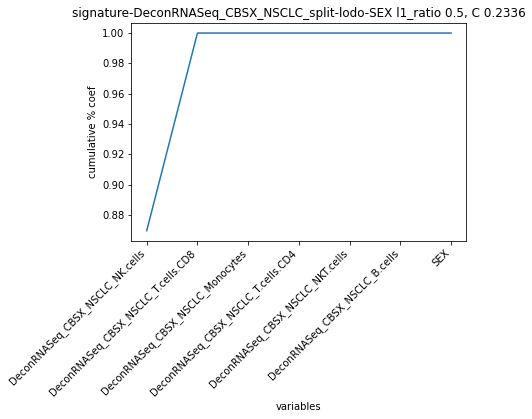 signature-DeconRNASeq_CBSX_NSCLC_split-lodo-SEX l1_ratio 0.5, C 0.2336
1.00
0.98
0.96
0.94
0.92
0.90
0.88
cumulative % coef
DeconRNASeq_CBSX_NSCLC_NK.cells
DeconRNASeq_CBSX_NSCLC_T.cells.CD8
DeconRNASeq_CBSX_NSCLC_Monocytes
DeconRNASeq_CBSX_NSCLC_T.cells.CD4
DeconRNASeq_CBSX_NSCLC_NKT.cells
DeconRNASeq_CBSX_NSCLC_B.cells
SEX
variables